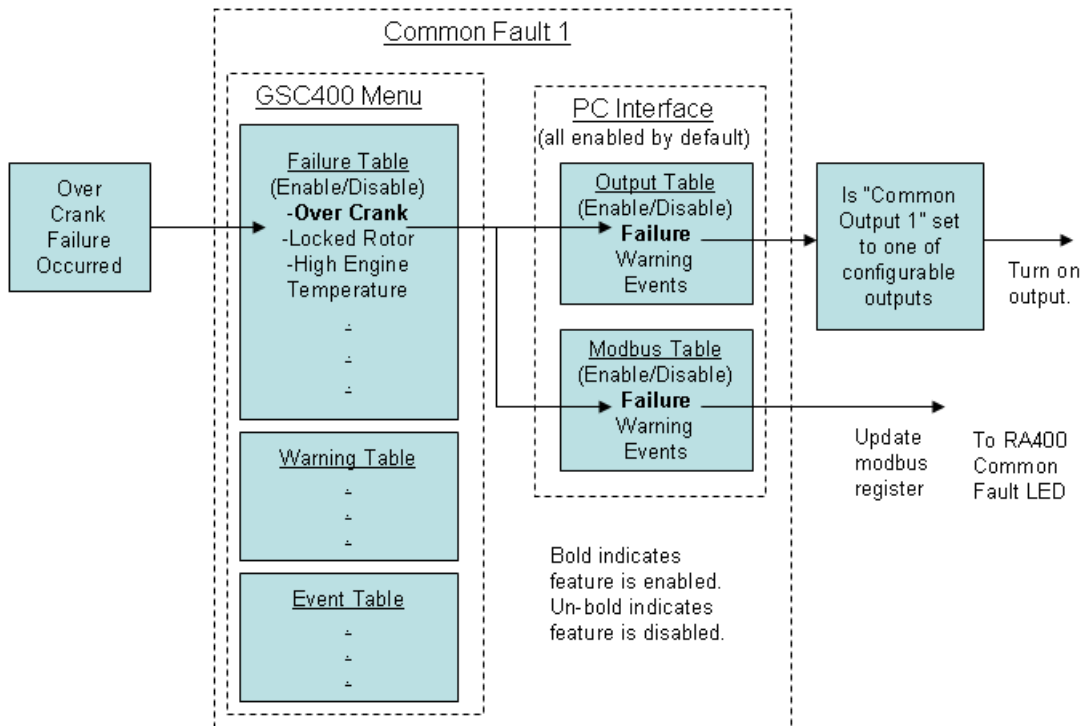 Common Fault 1
GSC400 Menu
PC Interface
(all enabled by default)
Over
Crank
Failure
Occurred
Failure Table
(Enable/Disable)
-Over Crank
-Locked Rotor
-High Engine
Temperature
.
.
.
Warning Table
.
.
.
Event Table
.
.
.
Output Table
(Enable/Disable)
Failure
Warning
Events
Modbus Table
(Enable/Disable)
Failure
Warning
Events
Bold indicates
feature is enabled.
Un-bold indicates
feature is disabled.
Is "Common
Output 1" set
to one of
configurable
outputs
Turn on
output.
Update
modbus
register
To RA400
Common
Fault LED